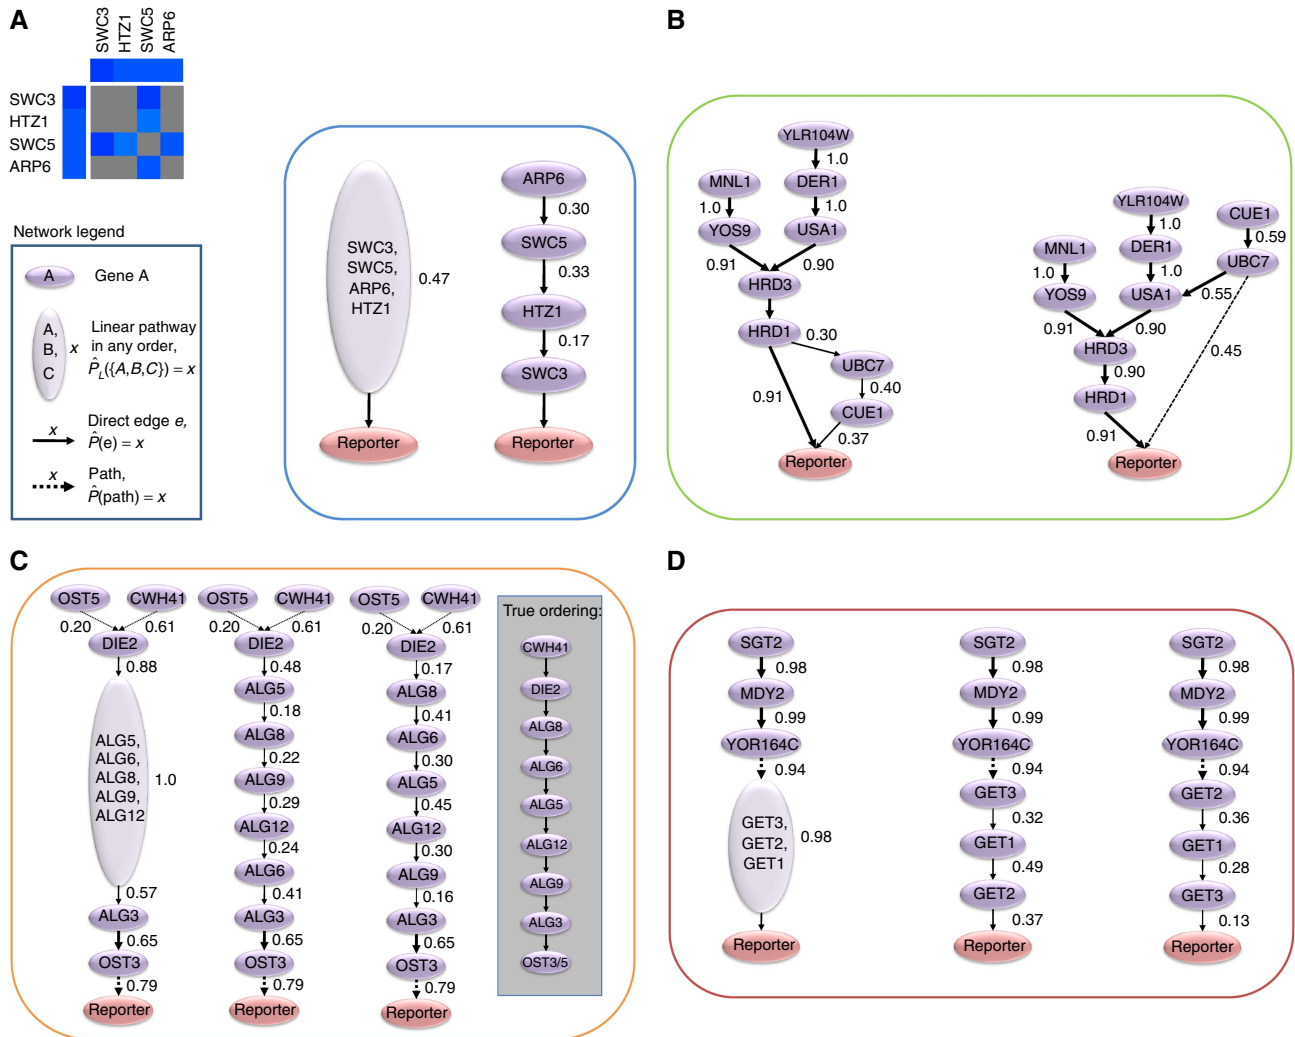 A
SWC3
HTZ1
SWC5
ARP6
SWC3
HTZ1
SWC5
ARP6
Network legend
A
Gene A
A,
B,
C
x
Linear pathway
in any order,
P̂L({A,B,C}) = x
x
Direct edge e,
P̂(e) = x
x
Path,
P̂(path) = x
SWC3,
SWC5,
ARP6,
HTZ1
0.47
Reporter
ARP6
0.30
SWC5
0.33
HTZ1
0.17
SWC3
Reporter
B
YLR104W
1.0
MNL1
DER1
1.0
1.0
YOS9
USA1
0.91
0.90
HRD3
HRD1
0.30
UBC7
0.40
0.91
CUE1
0.37
Reporter
YLR104W
CUE1
1.0
0.59
MNL1
DER1
UBC7
1.0
1.0
0.55
YOS9
USA1
0.91
0.90
HRD3
0.45
0.90
HRD1
0.91
Reporter
C
OST5
CWH41
0.20
0.61
DIE2
0.88
ALG5,
ALG6,
ALG8,
ALG9,
ALG12
1.0
0.57
ALG3
0.65
OST3
0.79
Reporter
OST5
CWH41
0.20
0.61
DIE2
0.48
ALG5
0.18
ALG8
0.22
ALG9
0.29
ALG12
0.24
ALG6
0.41
ALG3
0.65
OST3
0.79
Reporter
OST5
CWH41
0.20
0.61
DIE2
0.17
ALG8
0.41
ALG6
0.30
ALG5
0.45
ALG12
0.30
ALG9
0.16
ALG3
0.65
OST3
0.79
Reporter
True ordering:
CWH41
DIE2
ALG8
ALG6
ALG5
ALG12
ALG9
ALG3
OST3/5
D
SGT2
0.98
MDY2
0.99
YOR164C
0.94
GET3,
GET2,
GET1
0.98
Reporter
SGT2
0.98
MDY2
0.99
YOR164C
0.94
GET3
0.32
GET1
0.49
GET2
0.37
Reporter
SGT2
0.98
MDY2
0.99
YOR164C
0.94
GET2
0.36
GET1
0.28
GET3
0.13
Reporter